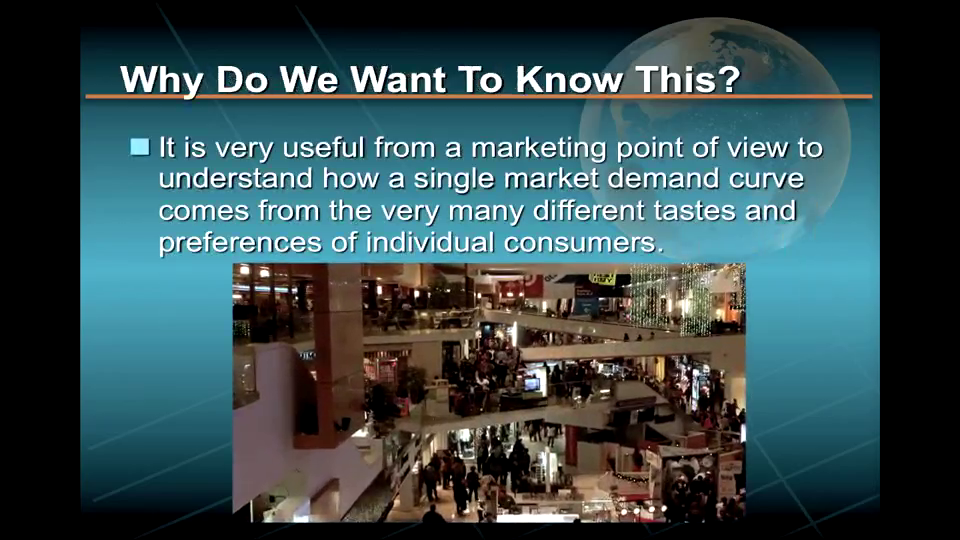 Why Do We Want To Know This?
It is very useful from a marketing point of view to
understand how a single market demand curve
comes from the very many different tastes and
preferences of individual consumers.